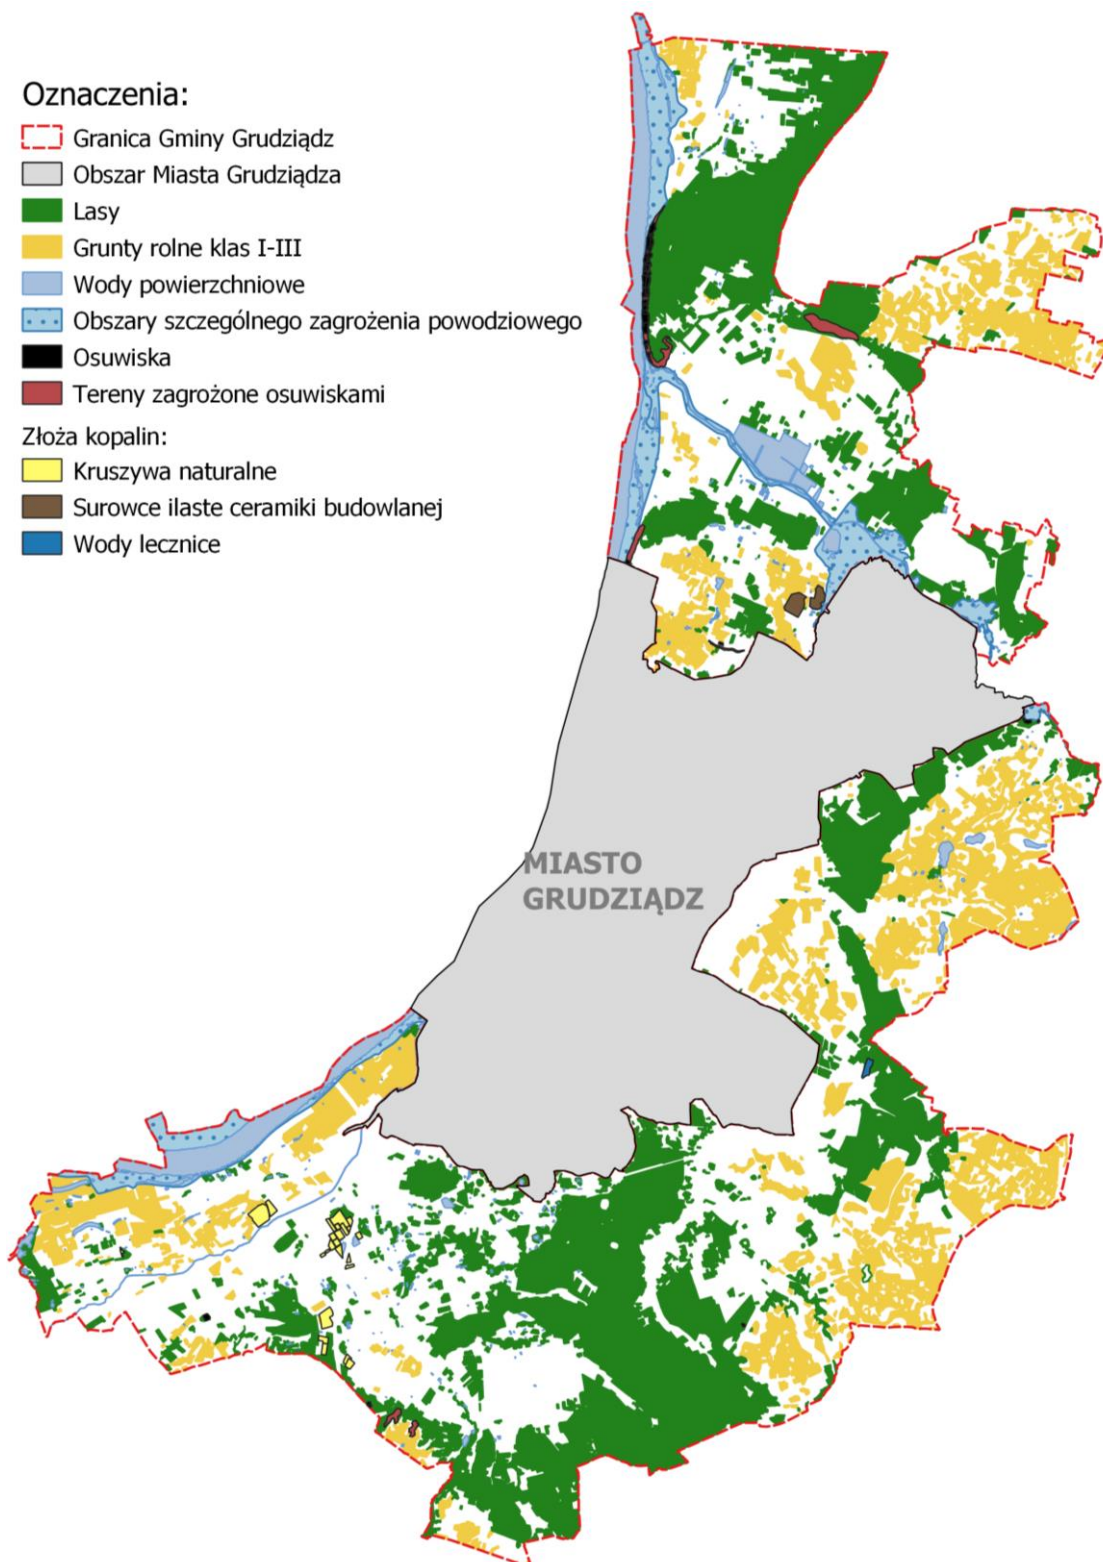 Oznaczenia:
Granica Gminy Grudziądz
Obszar Miasta Grudziądza
Lasy
Grunty rolne klas I-III
Wody powierzchniowe
Obszary szczególnego zagrożenia powodziowego
Osuwiska
Tereny zagrożone osuwiskami
Złoża kopalin:
Kruszywa naturalne
Surowce ilaste ceramiki budowlanej
Wody lecznice
MIASTO
GRUDZIĄDZ